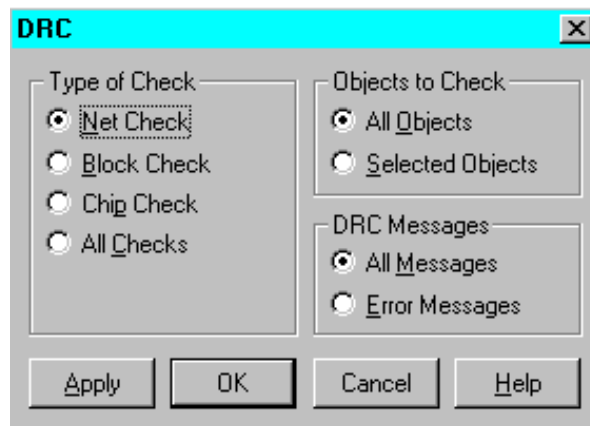 DRC
Type of Check
Net Check
Block Check
Chip Check
All Checks
Objects to Check
All Objects
Selected Objects
DRC Messages
All Messages
Error Messages
Apply
OK
Cancel
Help